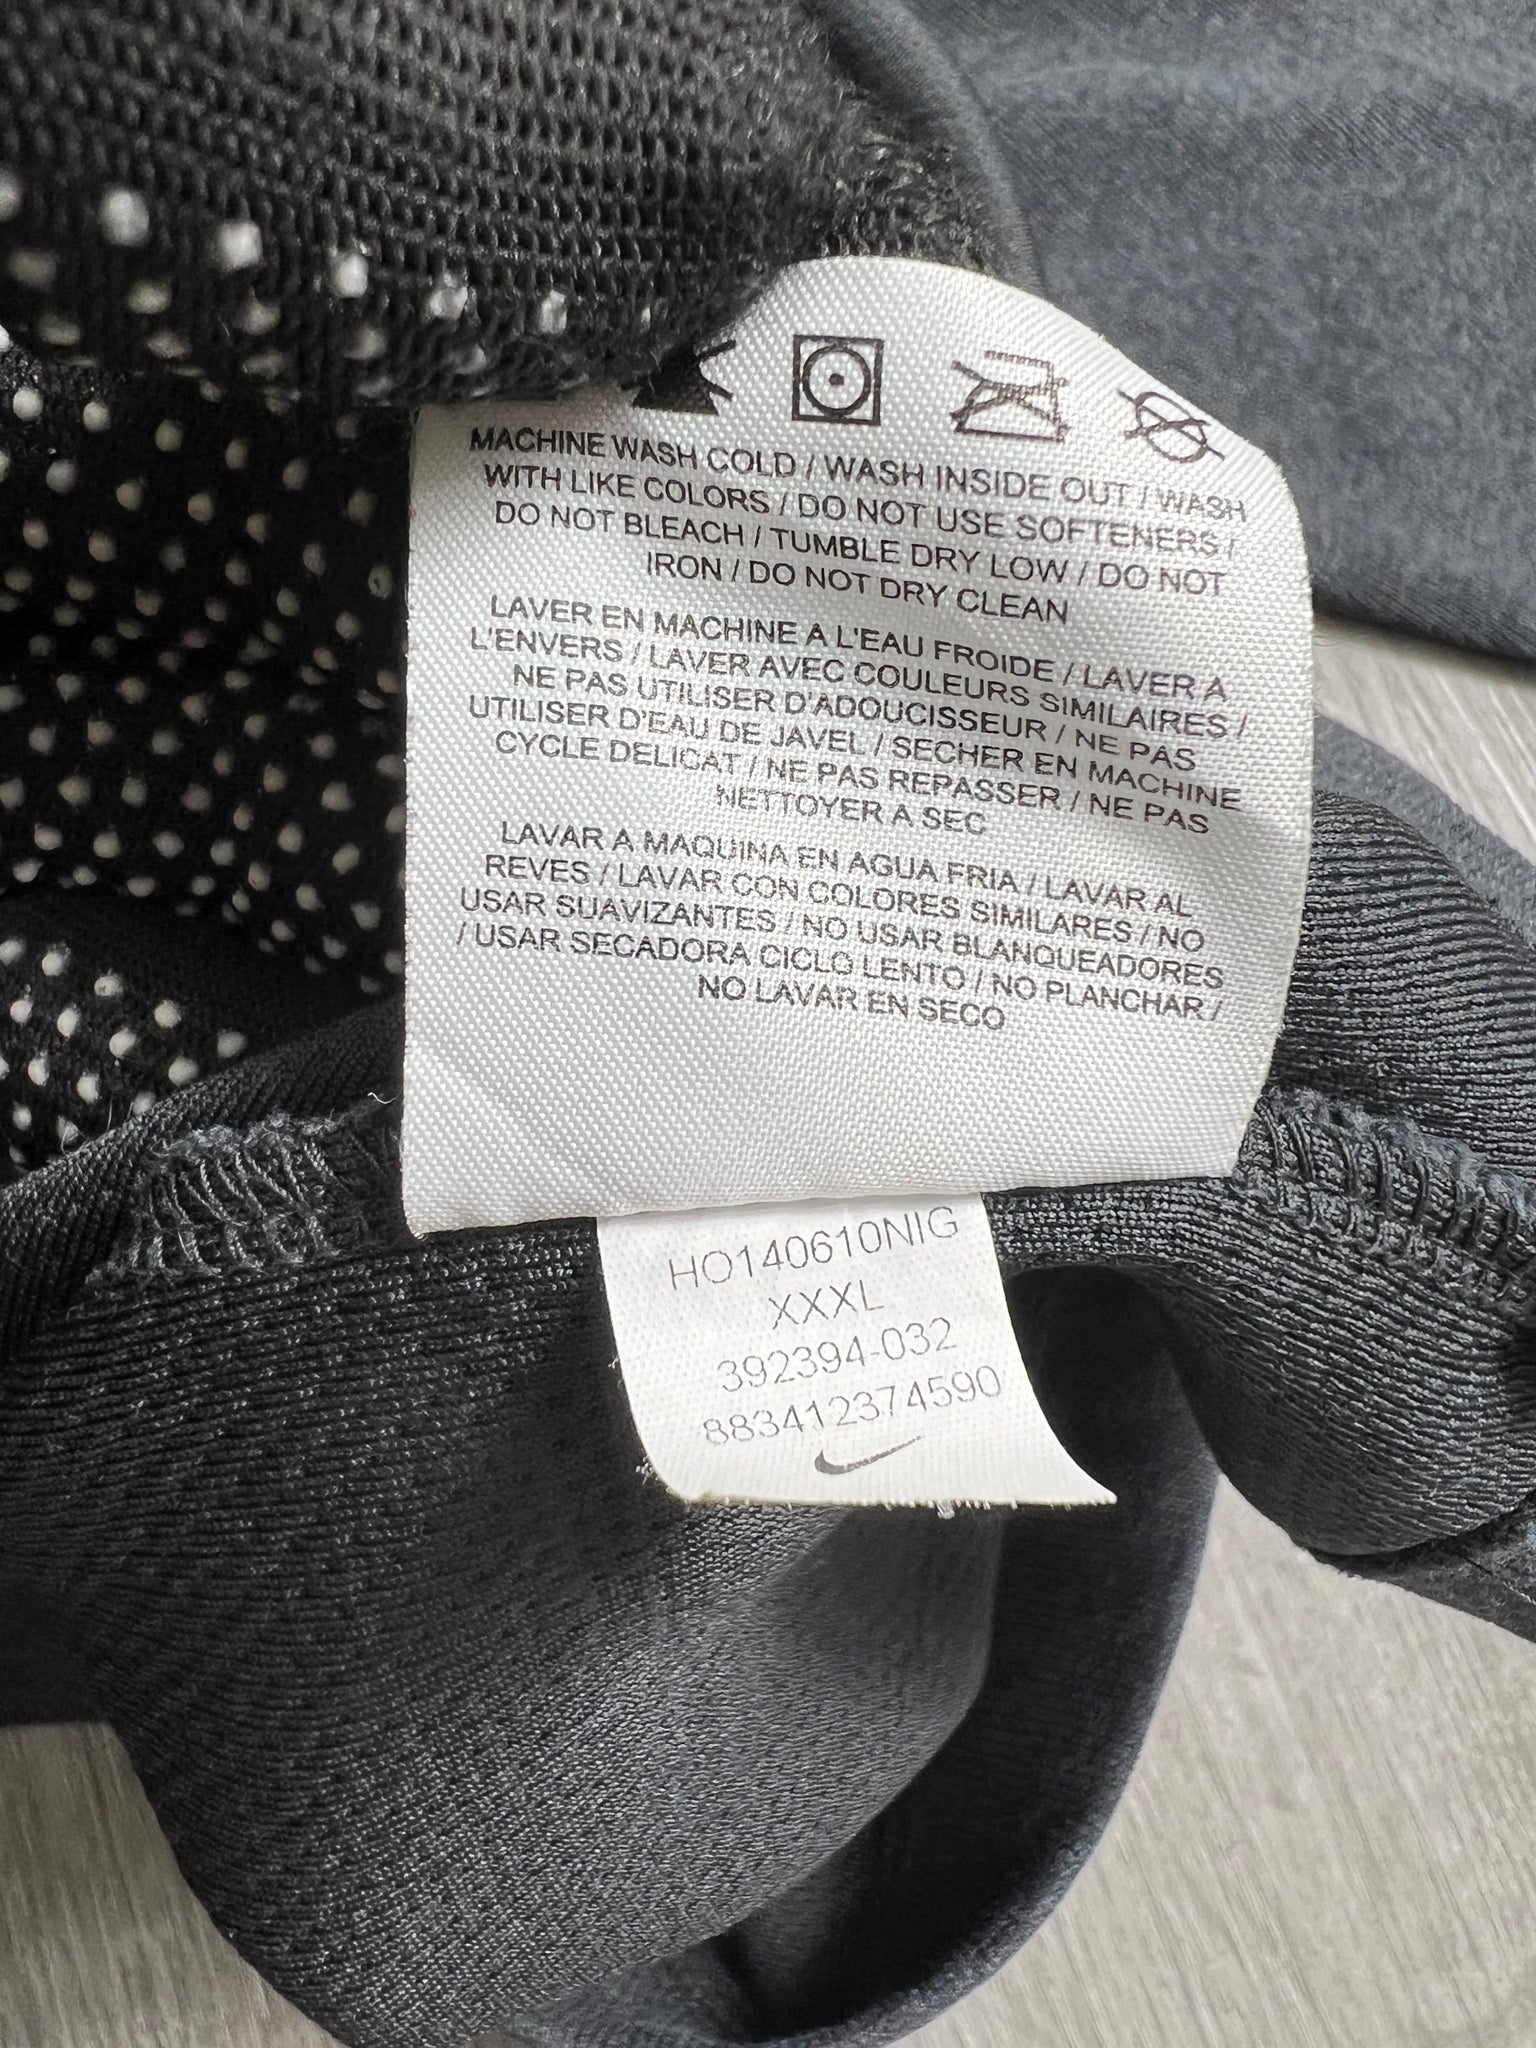 MACHINE WASH COLD / WASH INSIDE OUT / WASH
WITH LIKE COLORS / DO NOT USE SOFTENERS /
DO NOT BLEACH / TUMBLE DRY LOW / DO NOT
IRON / DO NOT DRY CLEAN
LAVER EN MACHINE A L'EAU FROIDE / LAVER A
L'ENVERS / LAVER AVEC COULEURS SIMILAIRES /
NE PAS UTILISER D'ADOUCISSEUR / NE PAS
UTILISER D'EAU DE JAVEL / SECHER EN MACHINE
CYCLE DELICAT / NE PAS REPASSER / NE PAS
NETTOYER A SEC
LAVAR A MAQUINA EN AGUA FRIA / LAVAR AL
REVES / LAVAR CON COLORES SIMILARES / NO
USAR SUAVIZANTES / NO USAR BLANQUEADORES
/ USAR SECADORA CICLO LENTO / NO PLANCHAR /
NO LAVAR EN SECO
HO140610NIG
XXXL
392394-032
883412374590